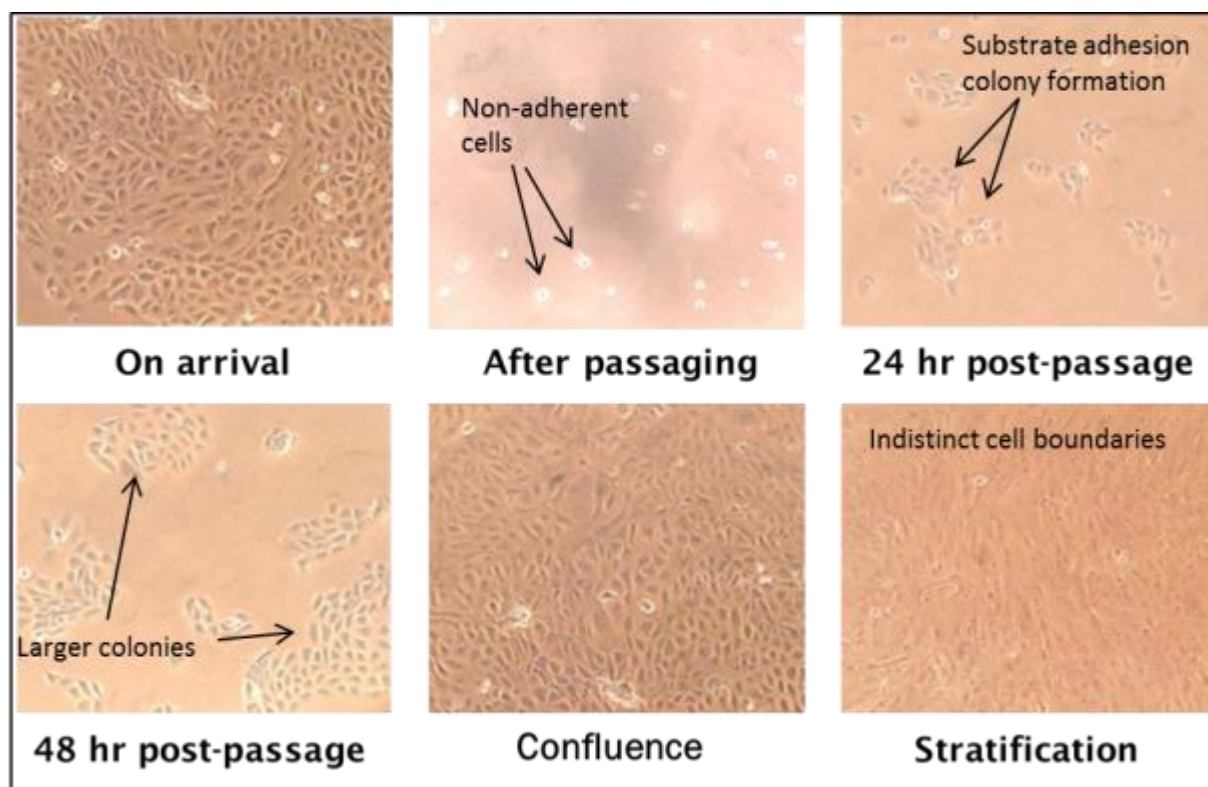 Non-adherent
cells
Substrate adhesion
colony formation
On arrival
After passaging
24 hr post-passage
Larger colonies
Indistinct cell boundaries
48 hr post-passage
Confluence
Stratification